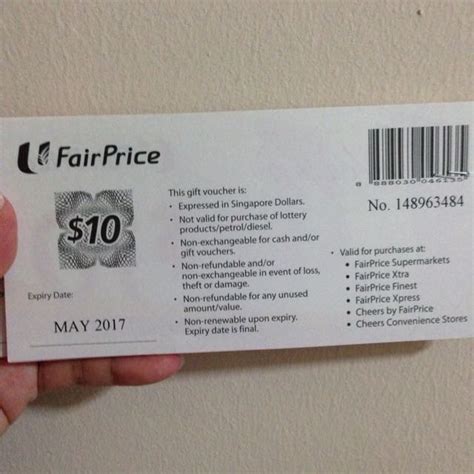 FairPrice
$10
Expiry Date:
MAY 2017
This gift voucher is:
• Expressed in Singapore Dollars.
• Not valid for purchase of lottery
products/petrol/diesel.
• Non-exchangeable for cash and/or
gift vouchers.
• Non-refundable and/or
non-exchangeable in event of loss,
theft or damage.
• Non-refundable for any unused
amount/value.
• Non-renewable upon expiry.
Expiry date is final.
8 888030 046135
No. 148963484
• Valid for purchases at:
• FairPrice Supermarkets
• FairPrice Xtra
• FairPrice Finest
• FairPrice Xpress
• Cheers by FairPrice
• Cheers Convenience Stores